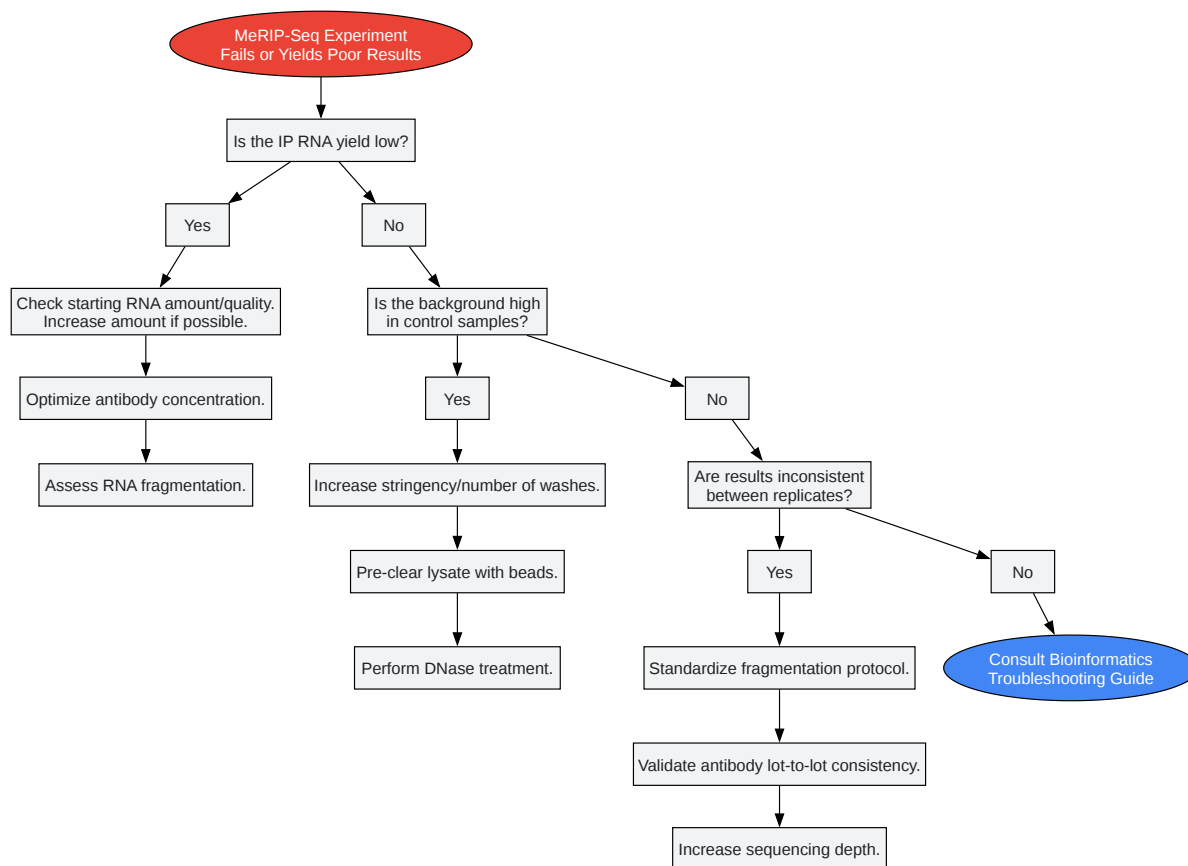 MeRIP-Seq Experiment
Fails or Yields Poor Results
Is the IP RNA yield low?
Yes
No
Check starting RNA amount/quality.
Increase amount if possible.
Is the background high
in control samples?
Optimize antibody concentration.
Yes
No
Assess RNA fragmentation.
Increase stringency/number of washes.
Are results inconsistent
between replicates?
Pre-clear lysate with beads.
Yes
No
Perform DNase treatment.
Standardize fragmentation protocol.
Consult Bioinformatics
Troubleshooting Guide
Validate antibody lot-to-lot consistency.
Increase sequencing depth.